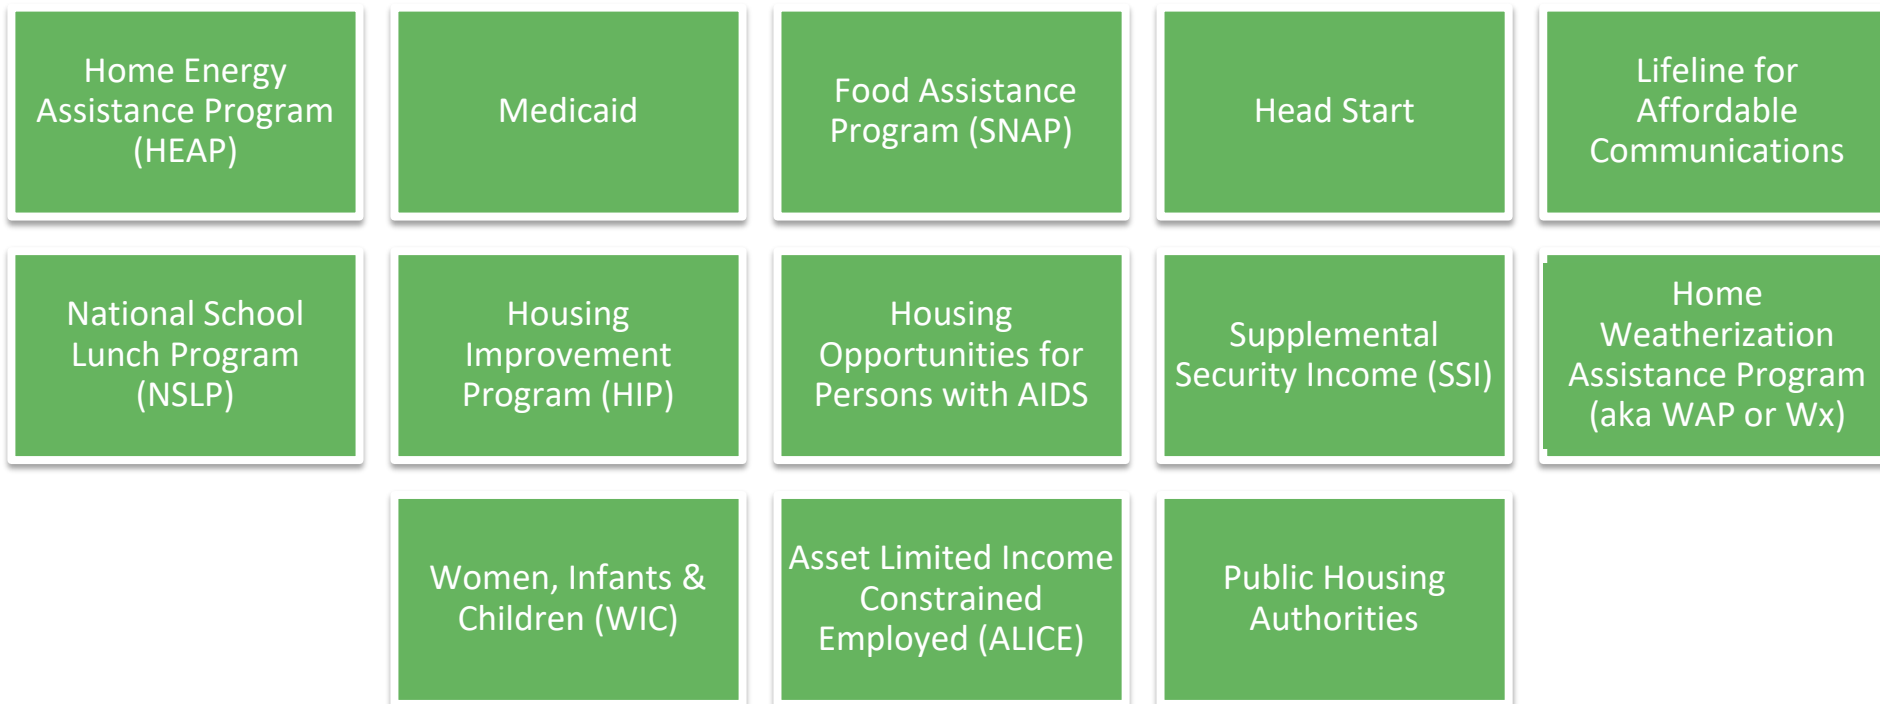 Home Energy
Assistance Program
(HEAP)
Medicaid
Food Assistance
Program (SNAP)
Head Start
Lifeline for
Affordable
Communications
National School
Lunch Program
(NSLP)
Housing
Improvement
Program (HIP)
Housing
Opportunities for
Persons with AIDS
Supplemental
Security Income (SSI)
Home
Weatherization
Assistance Program
(aka WAP or Wx)
Women, Infants &
Children (WIC)
Asset Limited Income
Constrained
Employed (ALICE)
Public Housing
Authorities